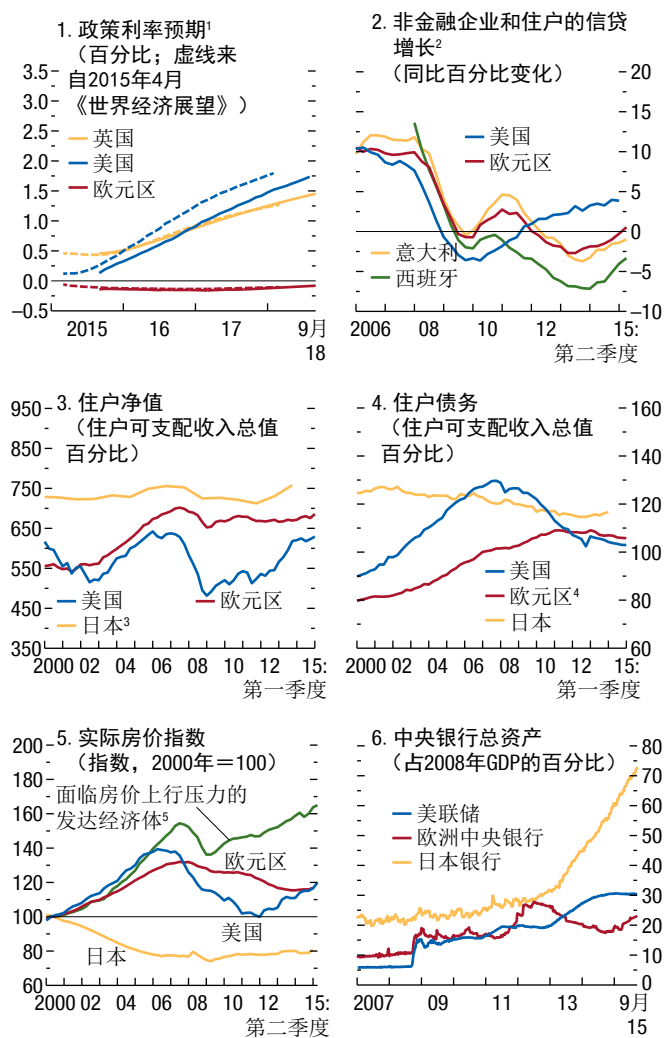 1. 政策利率预期¹
（百分比；虚线来
自2015年4月
《世界经济展望》）
3.5
3.0
2.5
2.0
1.5
1.0
0.5
0.0
–0.5
英国
美国
欧元区
2015 16 17 9月
18
2. 非金融企业和住户的信贷
增长²
（同比百分比变化）
20
15
10
5
0
–5
–10
美国
欧元区
意大利
西班牙
2006 08 10 12 15:
第二季度
3. 住户净值
（住户可支配收入总值
百分比）
950
850
750
650
550
450
350
美国
欧元区
日本³
2000 02 04 06 08 10 12 15:
第一季度
4. 住户债务
（住户可支配收入总值
百分比）
160
140
120
100
80
60
美国
欧元区⁴
日本
2000 02 04 06 08 10 12 15:
第一季度
5. 实际房价指数
（指数，2000年＝100）
200
180
160
140
120
100
80
60
面临房价上行压力的
发达经济体⁵
欧元区
美国
日本
2000 02 04 06 08 10 12 15:
第二季度
6. 中央银行总资产
（占2008年GDP的百分比）
80
70
60
50
40
30
20
10
0
美联储
欧洲中央银行
日本银行
2007 09 11 13 9月
15